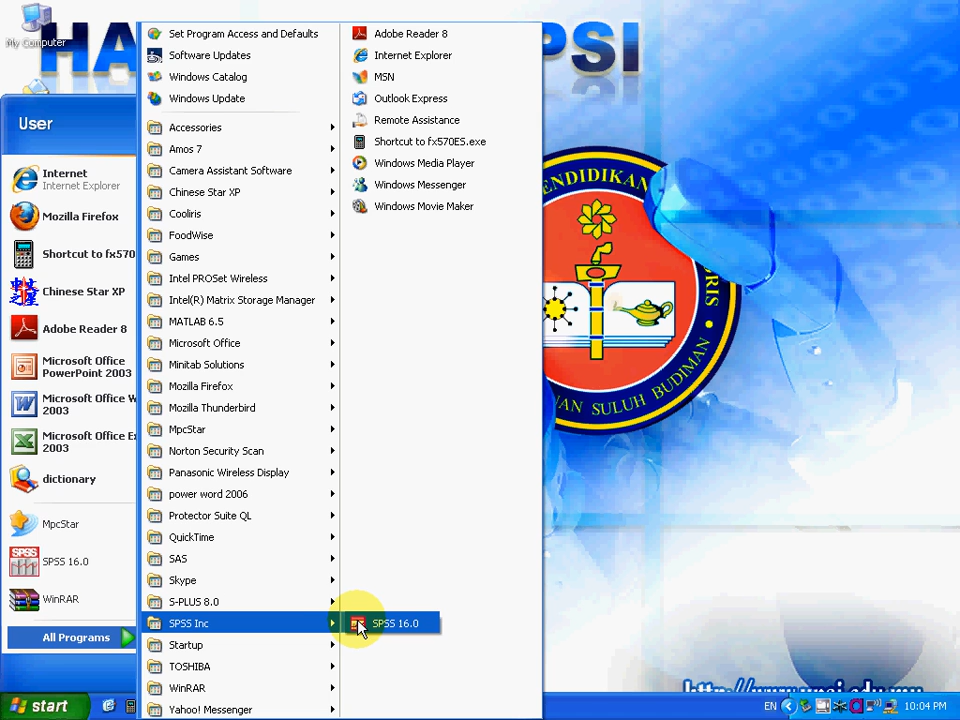 My Computer
User
Internet
Internet Explorer
Mozilla Firefox
Shortcut to fx570
Chinese Star XP
Adobe Reader 8
Microsoft Office
PowerPoint 2003
Microsoft Office W
2003
Microsoft Office Ex
2003
dictionary
MpcStar
SPSS 16.0
WinRAR
All Programs
Set Program Access and Defaults
Software Updates
Windows Catalog
Windows Update
Accessories
Amos 7
Camera Assistant Software
Chinese Star XP
Cooliris
FoodWise
Games
Intel PROSet Wireless
Intel(R) Matrix Storage Manager
MATLAB 6.5
Microsoft Office
Minitab Solutions
Mozilla Firefox
Mozilla Thunderbird
MpcStar
Norton Security Scan
Panasonic Wireless Display
power word 2006
Protector Suite QL
QuickTime
SAS
Skype
S-PLUS 8.0
SPSS Inc
Startup
TOSHIBA
WinRAR
Yahoo! Messenger
Adobe Reader 8
Internet Explorer
MSN
Outlook Express
Remote Assistance
Shortcut to fx570ES.exe
Windows Media Player
Windows Messenger
Windows Movie Maker
SPSS 16.0
HA
PSI
ENDIDIKAN
ORIS
AN SULUH BUDIMAN
start
EN
10:04 PM